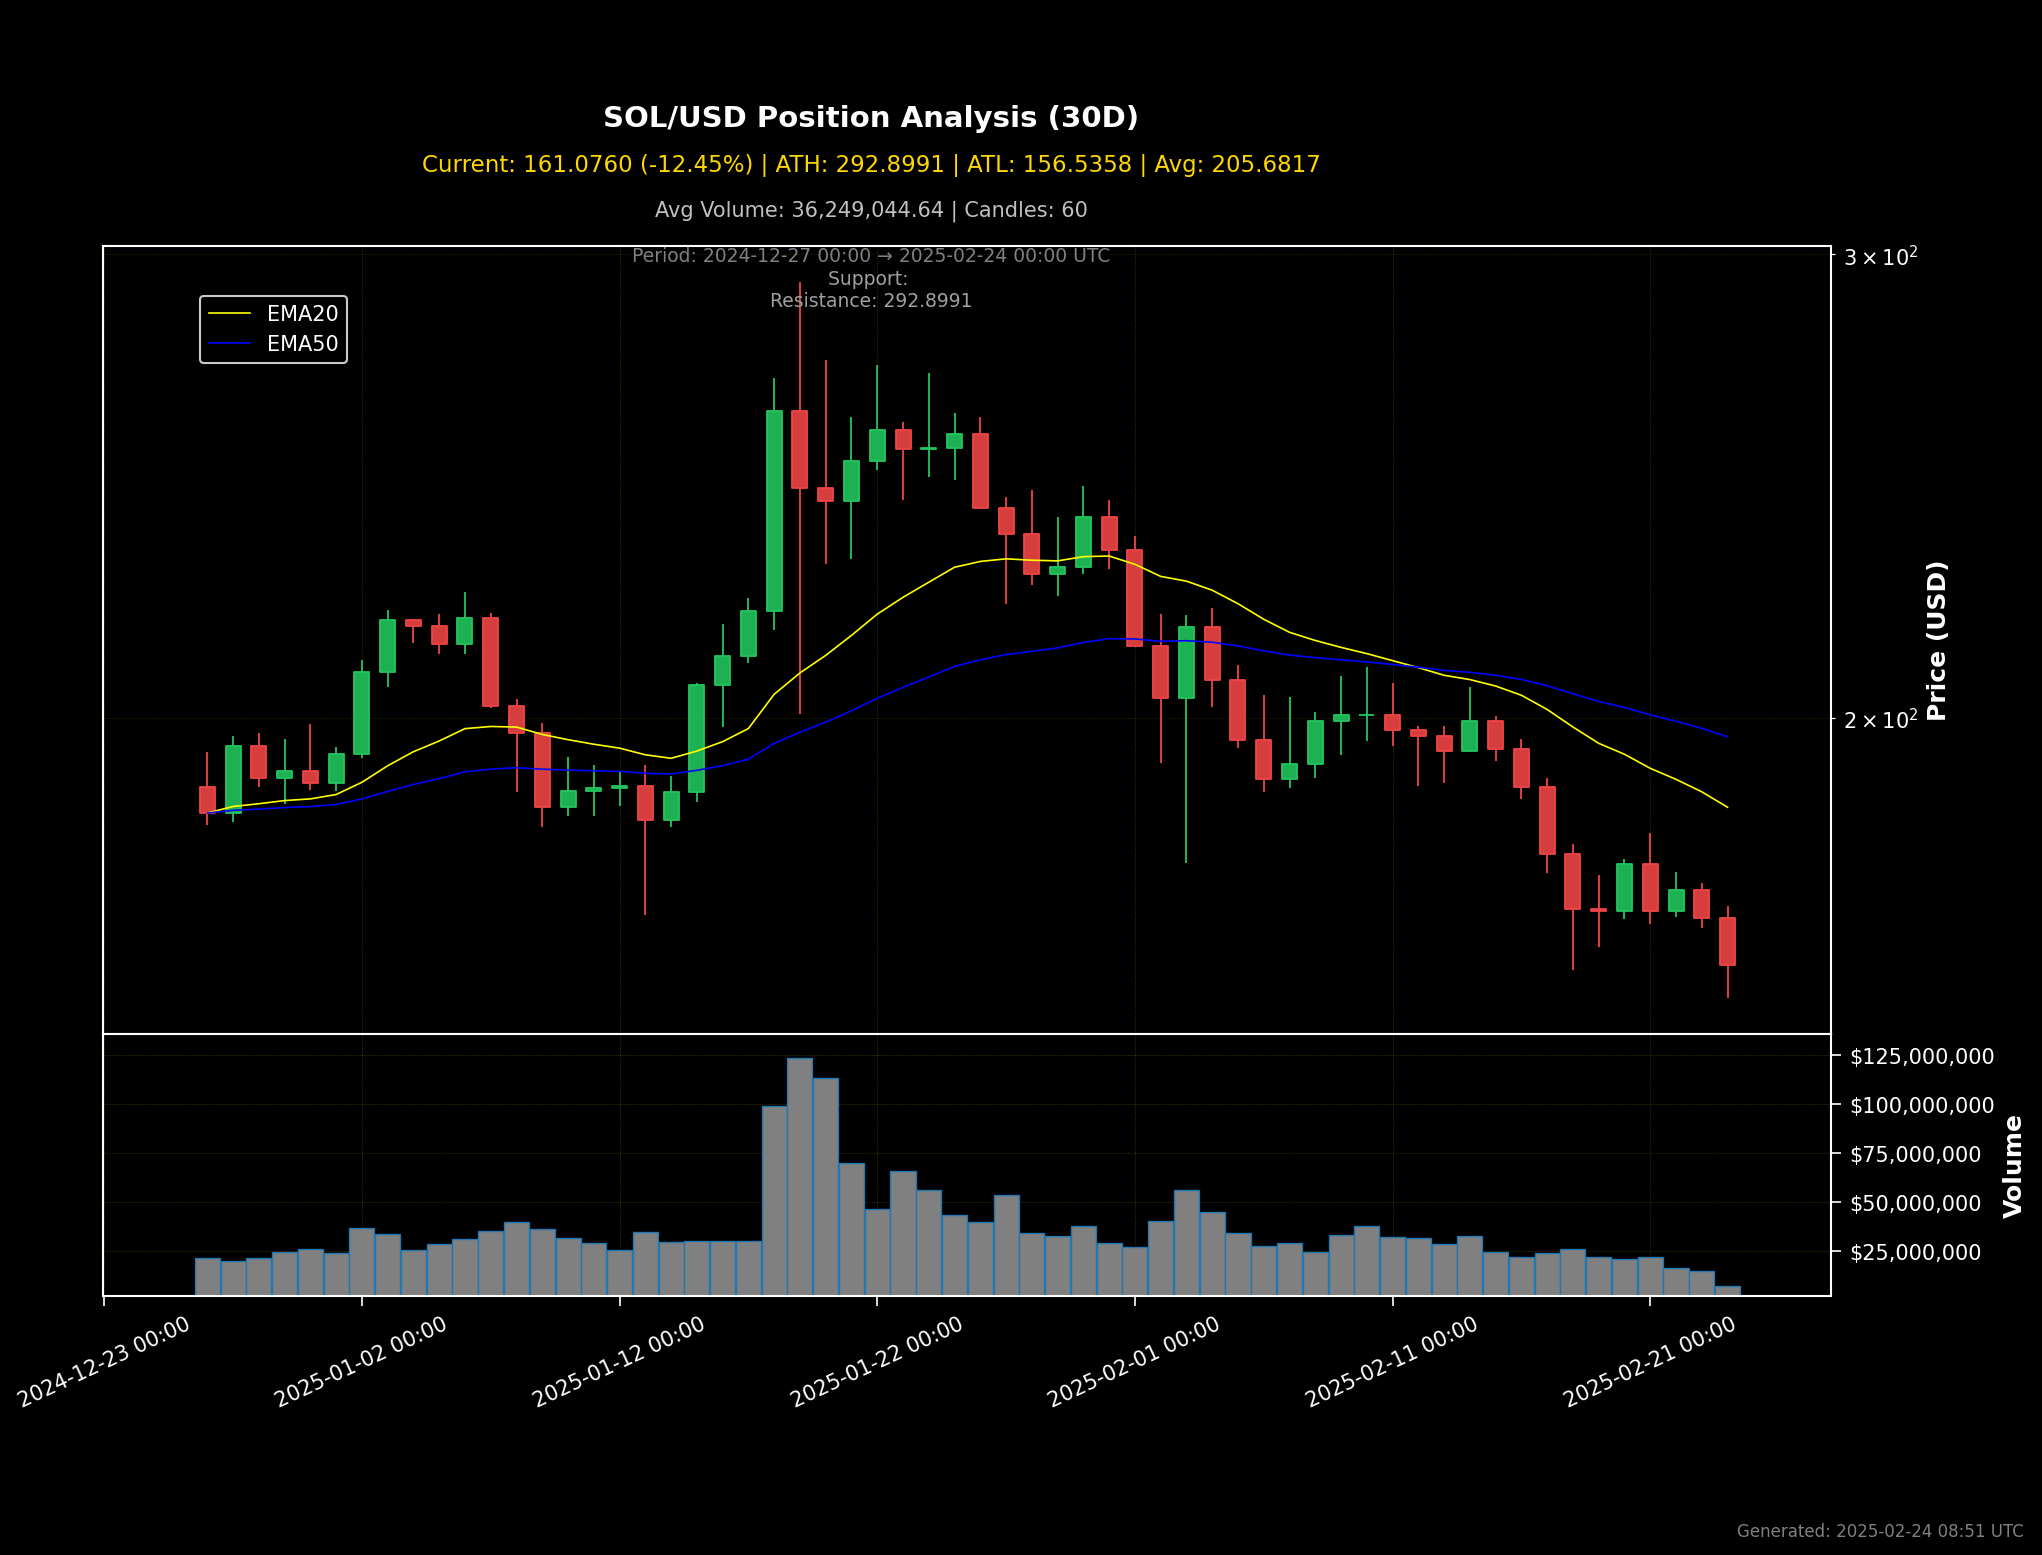 SOL/USD Position Analysis (30D)
Current: 161.0760 (-12.45%) | ATH: 292.8991 | ATL: 156.5358 | Avg: 205.6817
Avg Volume: 36,249,044.64 | Candles: 60
Period: 2024-12-27 00:00 → 2025-02-24 00:00 UTC
Support:
Resistance: 292.8991
EMA20
EMA50
3 × 10²
2 × 10²
Price (USD)
$125,000,000
$100,000,000
$75,000,000
$50,000,000
$25,000,000
Volume
2024-12-23 00:00
2025-01-02 00:00
2025-01-12 00:00
2025-01-22 00:00
2025-02-01 00:00
2025-02-11 00:00
2025-02-21 00:00
Generated: 2025-02-24 08:51 UTC